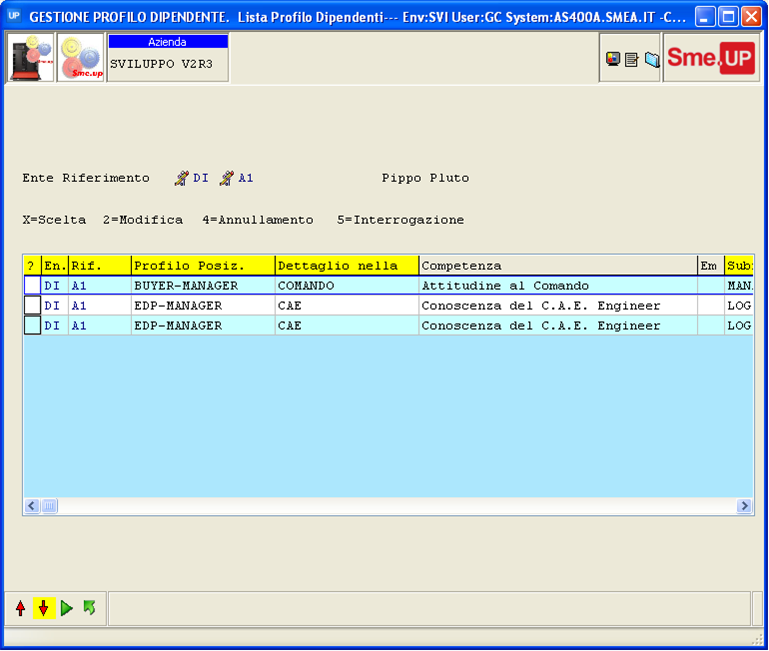 UP GESTIONE PROFILO DIPENDENTE. Lista Profilo Dipendenti--- Env:SVI User:GC System:AS400A.SMEA.IT -C...
Sme.up
Azienda
SVILUPPO V2R3
Sme.UP
Ente Riferimento DI A1 Pippo Pluto
X=Scelta 2=Modifica 4=Annullamento 5=Interrogazione
? En. Rif. Profilo Posiz. Dettaglio nella Competenza Em Sub
DI A1 BUYER-MANAGER COMANDO Attitudine al Comando MAN
DI A1 EDP-MANAGER CAE Conoscenza del C.A.E. Engineer LOG
DI A1 EDP-MANAGER CAE Conoscenza del C.A.E. Engineer LOG